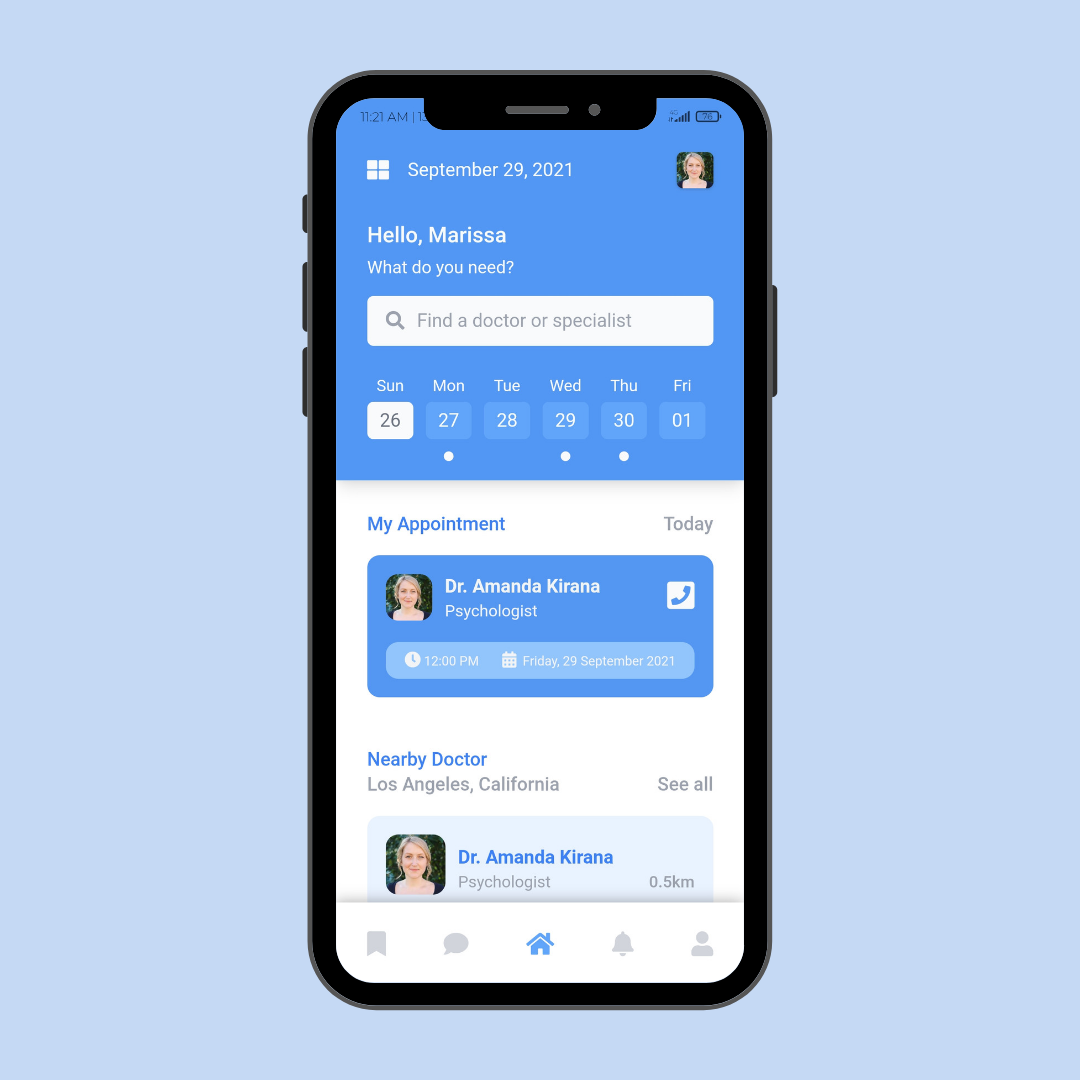 11:21 AM |
76
September 29, 2021
Hello, Marissa
What do you need?
Find a doctor or specialist
Sun Mon Tue Wed Thu Fri
26 27 28 29 30 01
My Appointment Today
Dr. Amanda Kirana
Psychologist
12:00 PM Friday, 29 September 2021
Nearby Doctor
Los Angeles, California See all
Dr. Amanda Kirana
Psychologist 0.5km